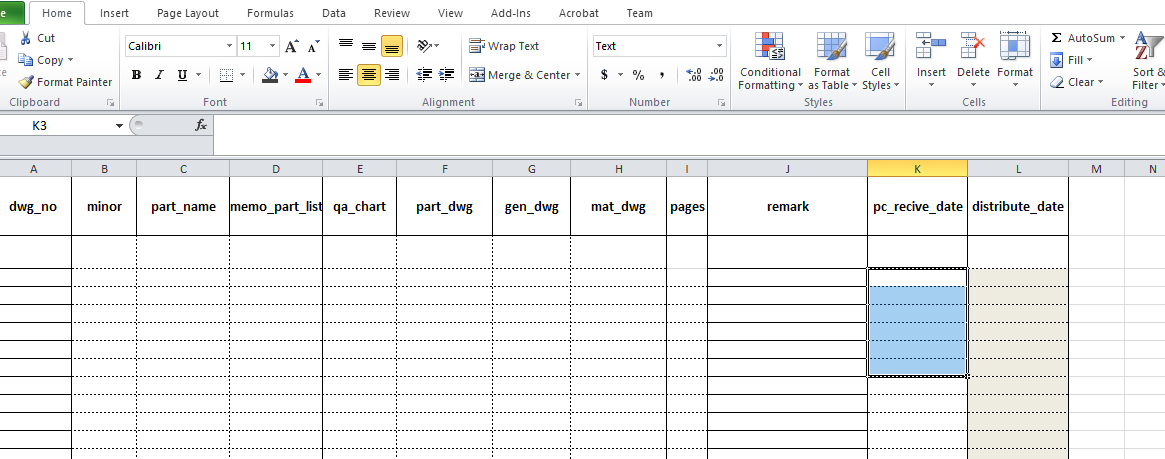 e Home Insert Page Layout Formulas Data Review View Add-Ins Acrobat Team
Cut Calibri 11 A A Wrap Text Text Σ AutoSum
Copy Conditional Format Cell Insert Delete Format Fill Sort &
Format Painter B I U A Merge & Center $ % , .00 .00 Formatting as Table Styles Clear Filter
Clipboard Font Alignment Number Styles Cells Editing
K3 fx
A B C D E F G H I J K L M N
dwg_no minor part_name memo_part_list qa_chart part_dwg gen_dwg mat_dwg pages remark pc_recive_date distribute_date